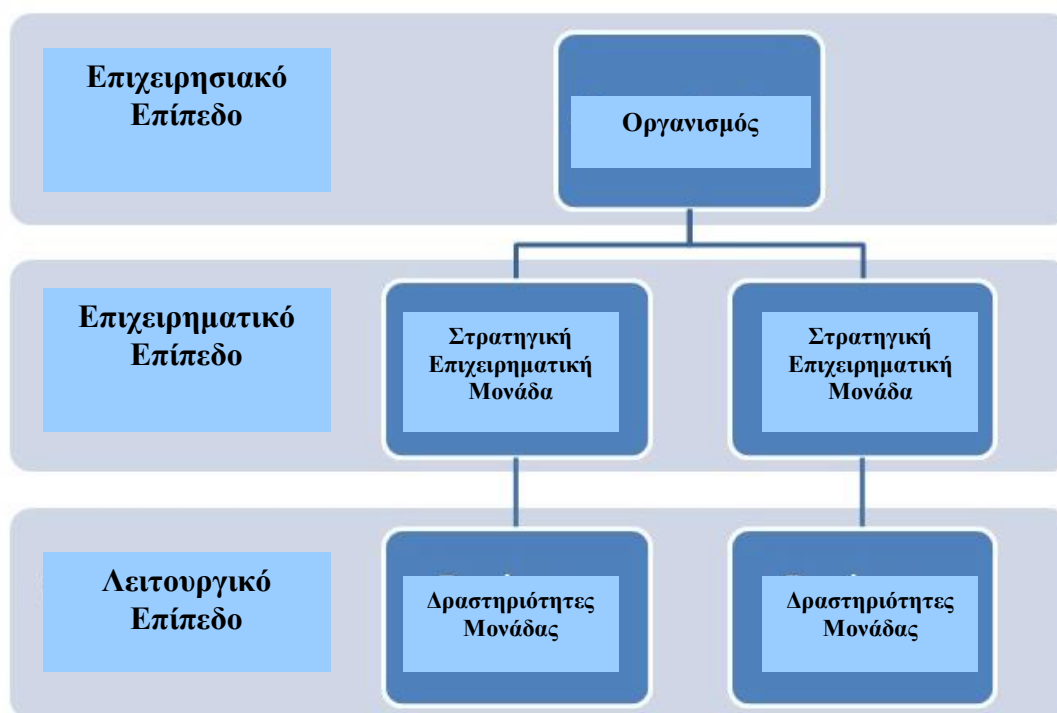 Επιχειρησιακό
Επίπεδο
Οργανισμός
Επιχειρηματικό
Επίπεδο
Στρατηγική
Επιχειρηματική
Μονάδα
Στρατηγική
Επιχειρηματική
Μονάδα
Λειτουργικό
Επίπεδο
Δραστηριότητες
Μονάδας
Δραστηριότητες
Μονάδας